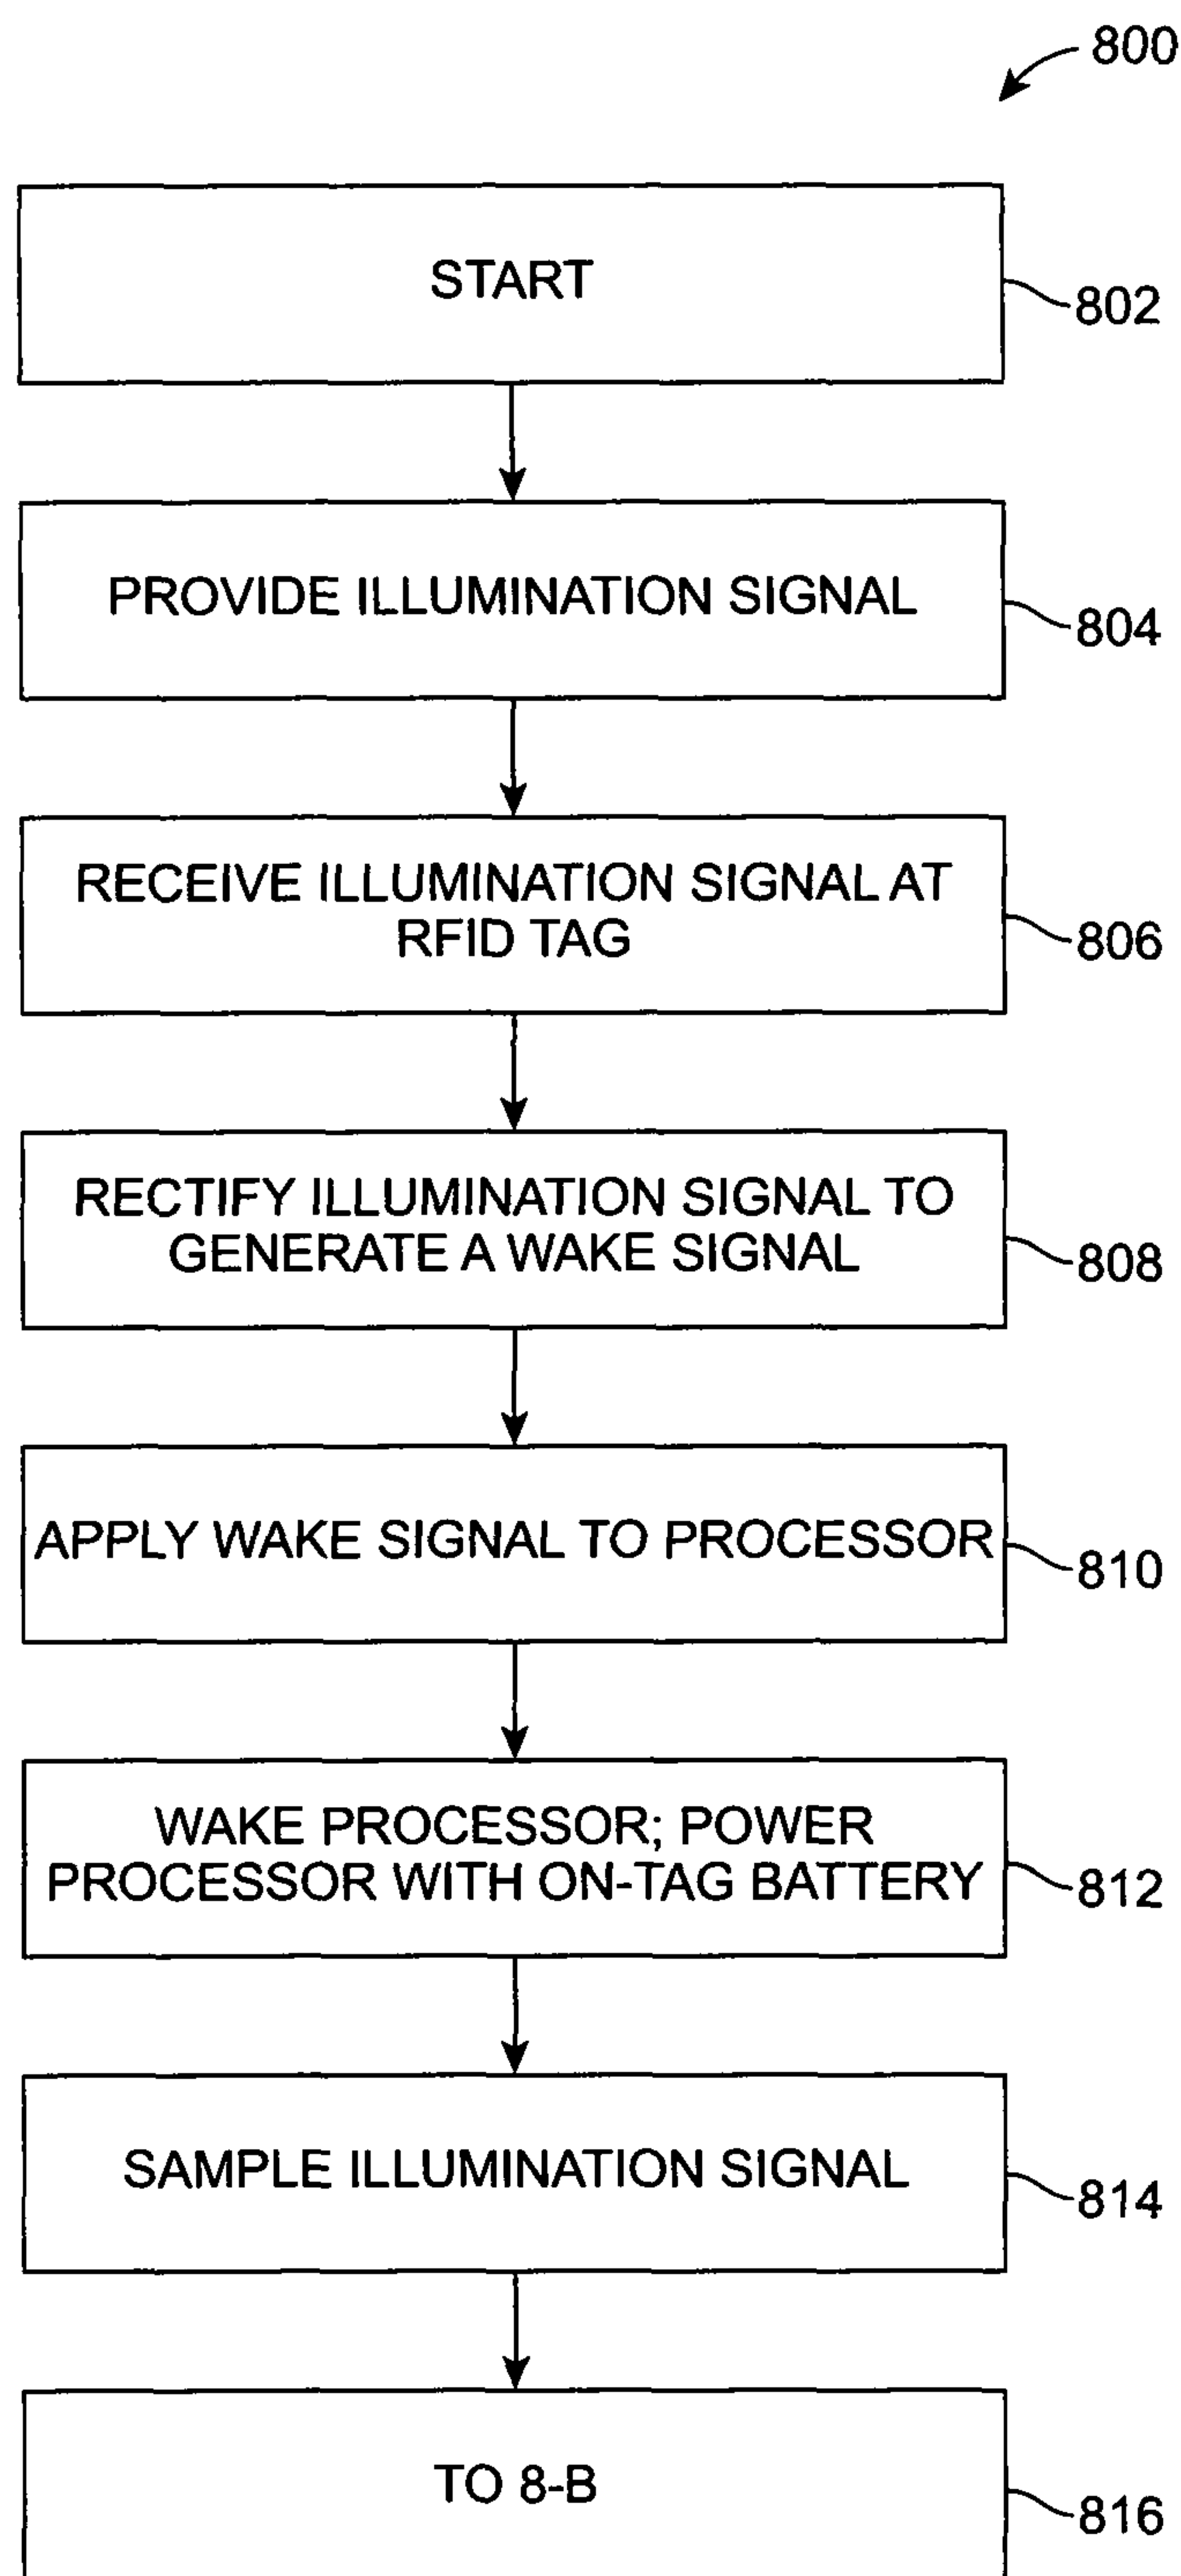 800
START
802
PROVIDE ILLUMINATION SIGNAL
804
RECEIVE ILLUMINATION SIGNAL AT
RFID TAG
806
RECTIFY ILLUMINATION SIGNAL TO
GENERATE A WAKE SIGNAL
808
APPLY WAKE SIGNAL TO PROCESSOR
810
WAKE PROCESSOR; POWER
PROCESSOR WITH ON-TAG BATTERY
812
SAMPLE ILLUMINATION SIGNAL
814
TO 8-B
816